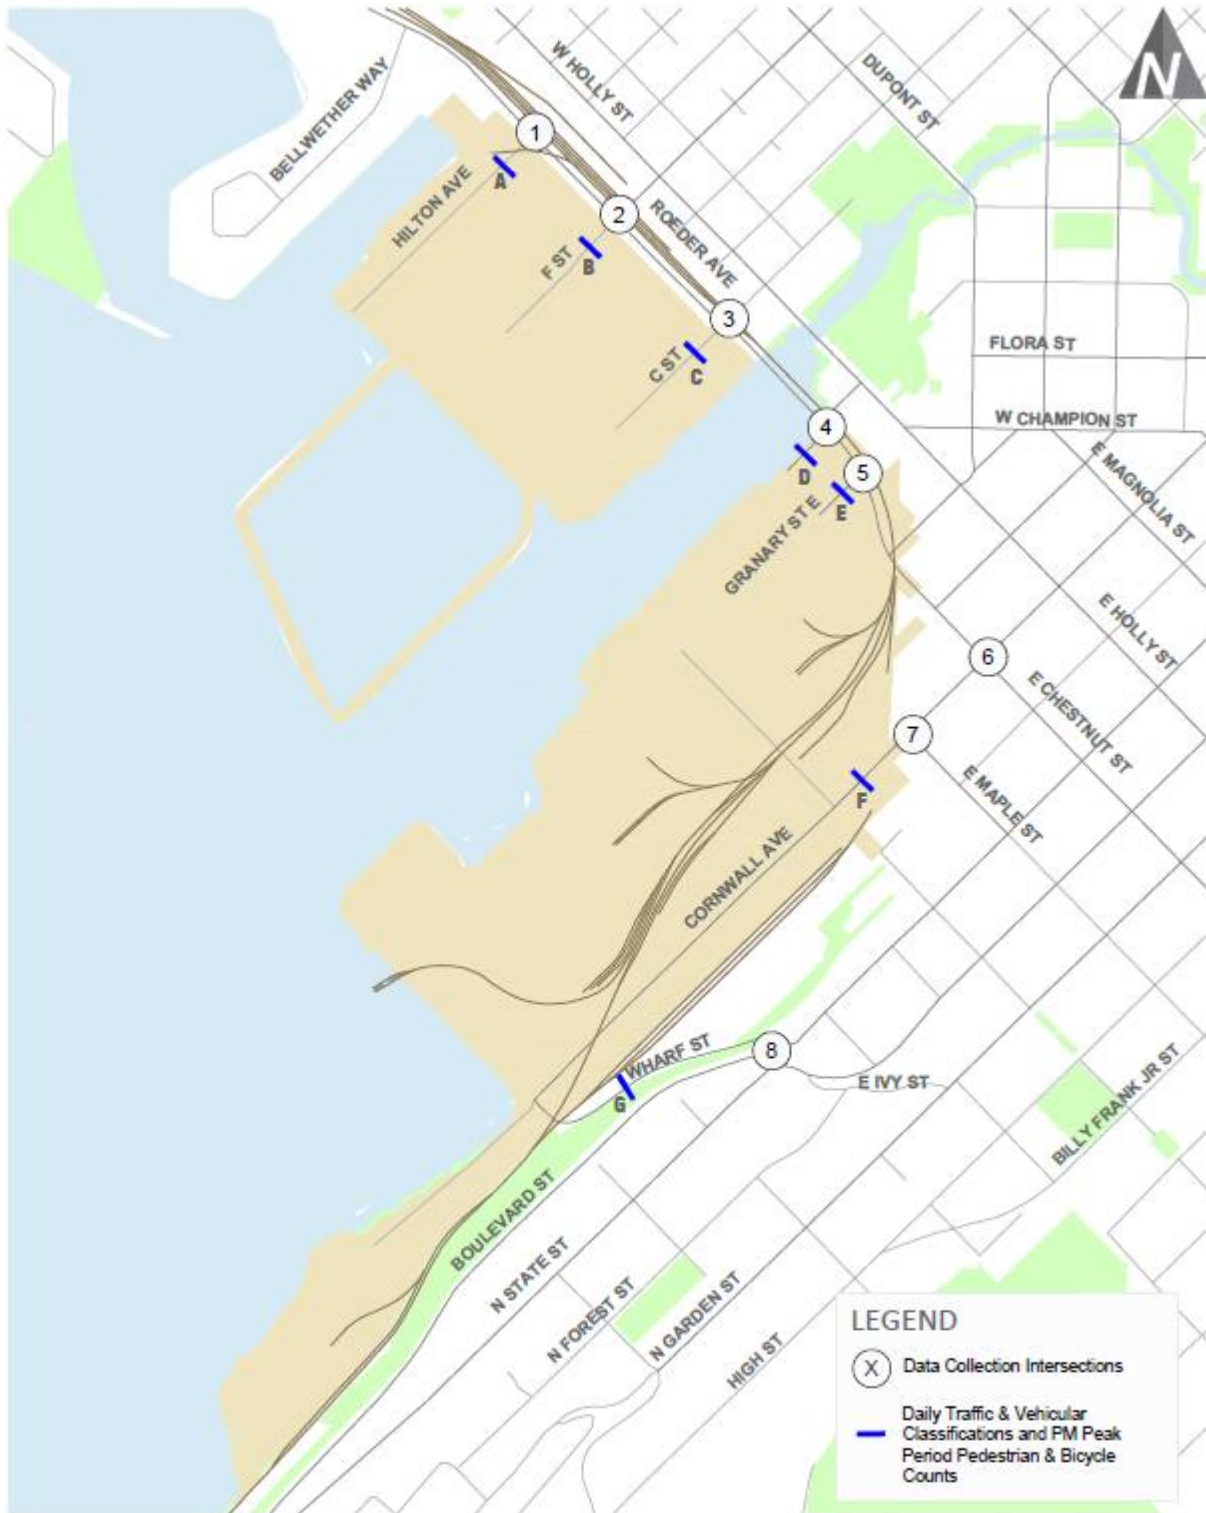 N
W HOLLY ST
DUPONT ST
BELLWETHER WAY
1
A
HILTON AVE
2
ROEDER AVE
F ST
B
3
C ST
C
FLORA ST
W CHAMPION ST
4
D
5
E MAGNOLIA ST
E
GRANARY ST E
E HOLLY ST
6
E CHESTNUT ST
7
F
E MAPLE ST
CORNWALL AVE
WHARF ST
8
E IVY ST
G
BILLY FRANK JR ST
BOULEVARD ST
N STATE ST
N FOREST ST
N GARDEN ST
HIGH ST
LEGEND
X Data Collection Intersections
Daily Traffic & Vehicular
Classifications and PM Peak
Period Pedestrian & Bicycle
Counts